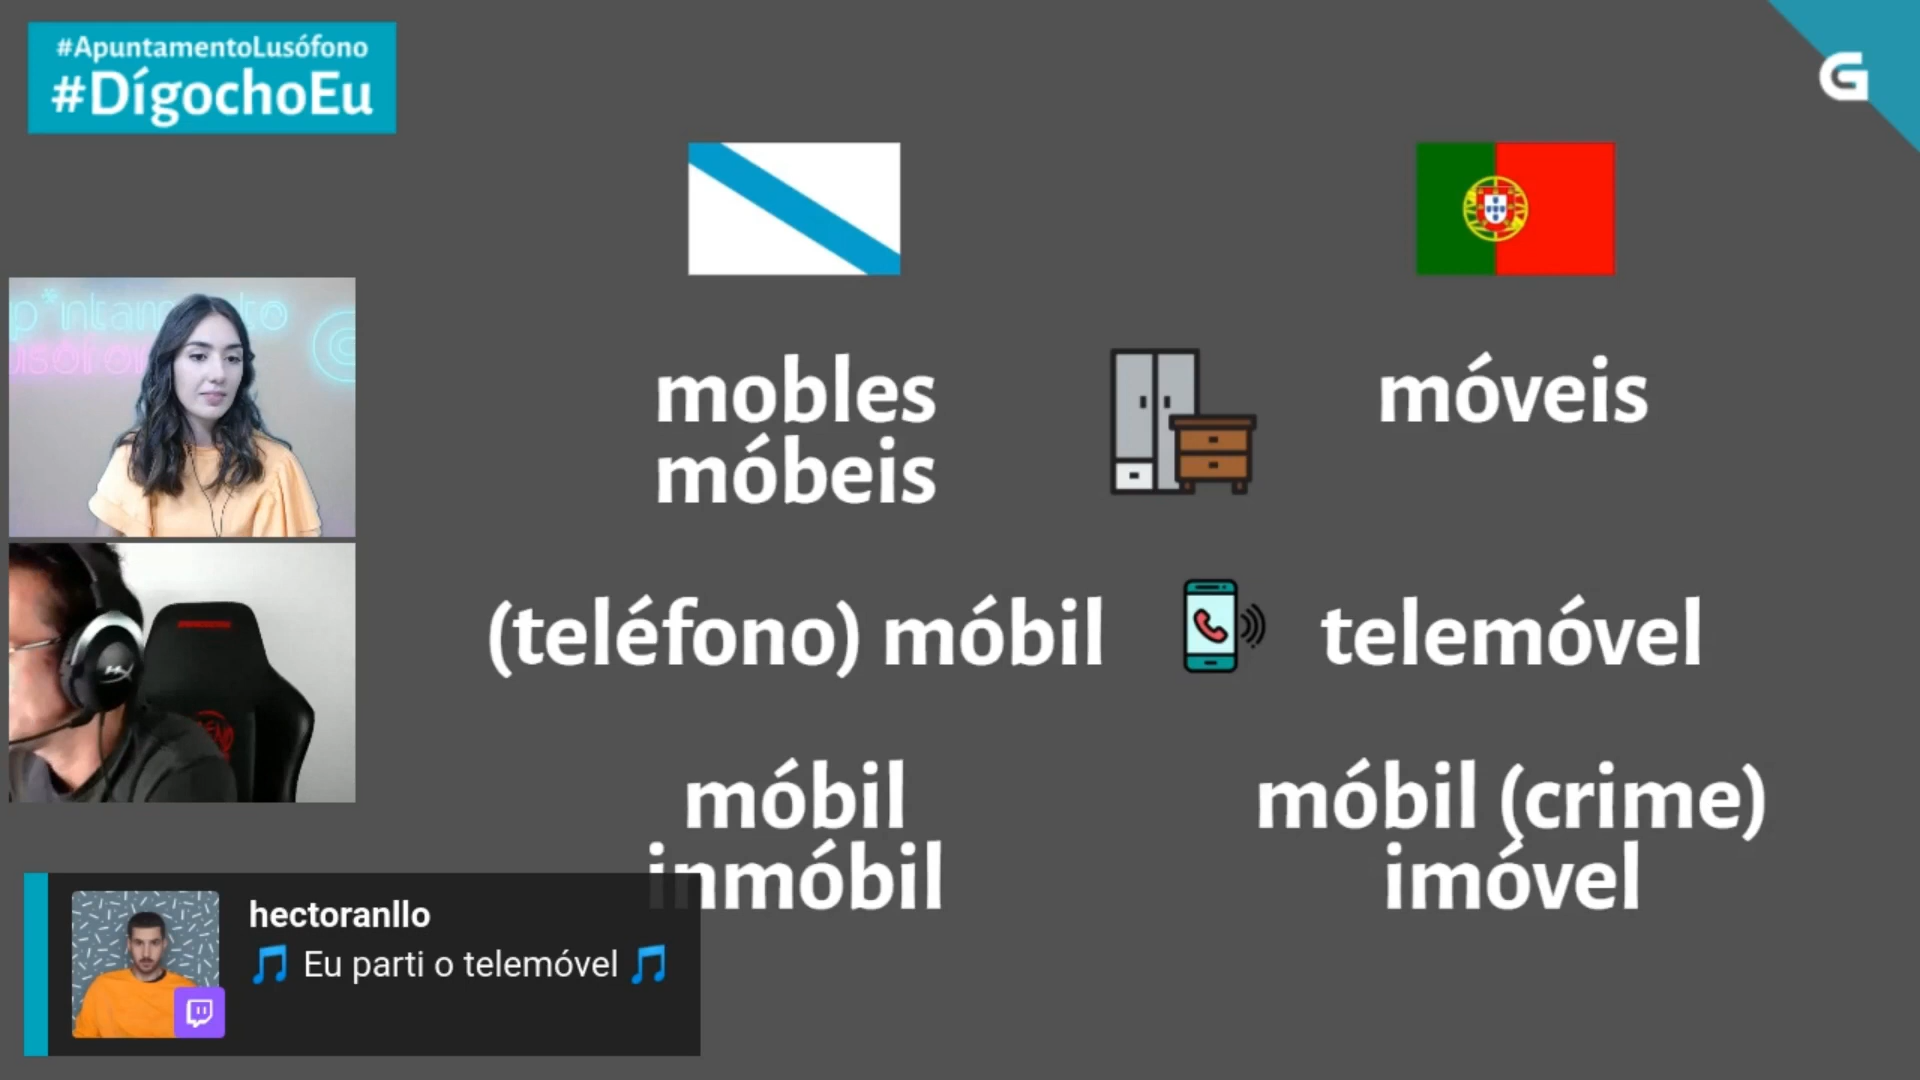 #ApuntamentoLusófono
#DígochoEu
mobles
móbeis
móveis
(teléfono) móbil
telemóvel
móbil
inmóbil
móbil (crime)
imóvel
hectoranllo
🎵 Eu parti o telemóvel 🎵